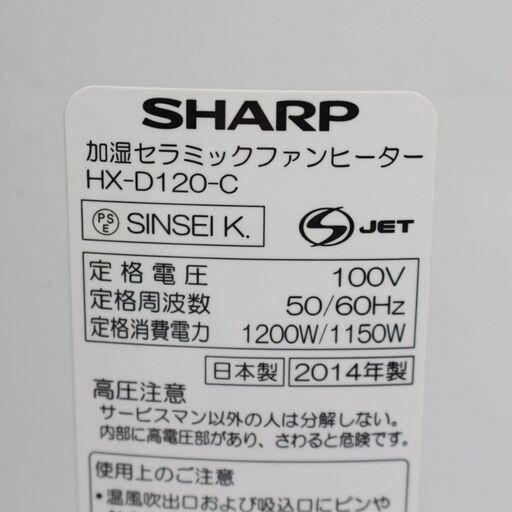 SHARP
加湿セラミックファンヒーター
HX-D120-C
PSE SINSEI K. S JET
定格電圧 100V
定格周波数 50/60Hz
定格消費電力 1200W/1150W
日本製 2014年製
高圧注意
サービスマン以外の人は分解しない。
内部に高電圧部があり、さわると危険です。
使用上のご注意
•温風吹出口および吸込口にピンや